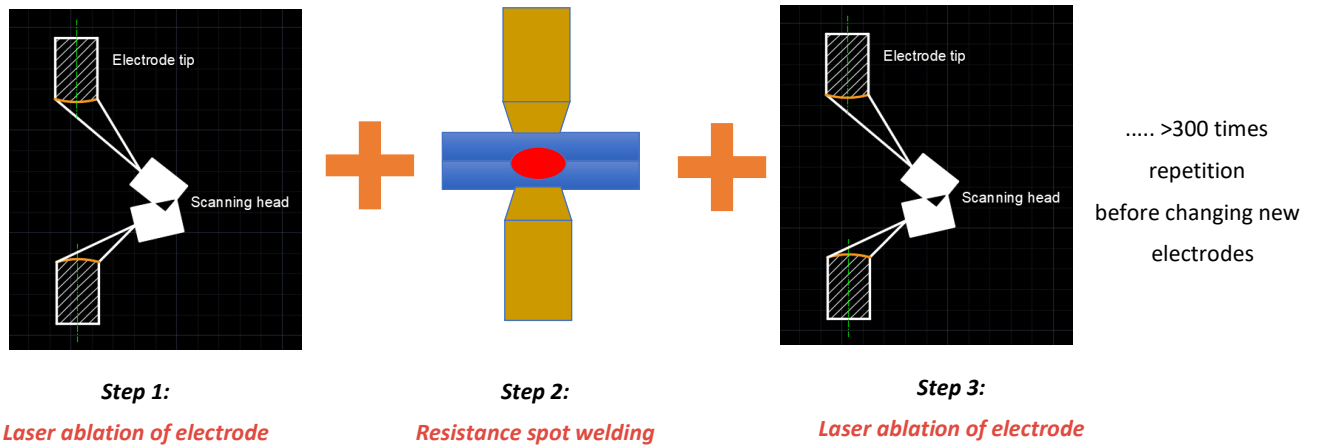 Electrode tip
Scanning head
Electrode tip
Scanning head
..... >300 times
repetition
before changing new
electrodes
Step 1:
Laser ablation of electrode
Step 2:
Resistance spot welding
Step 3:
Laser ablation of electrode